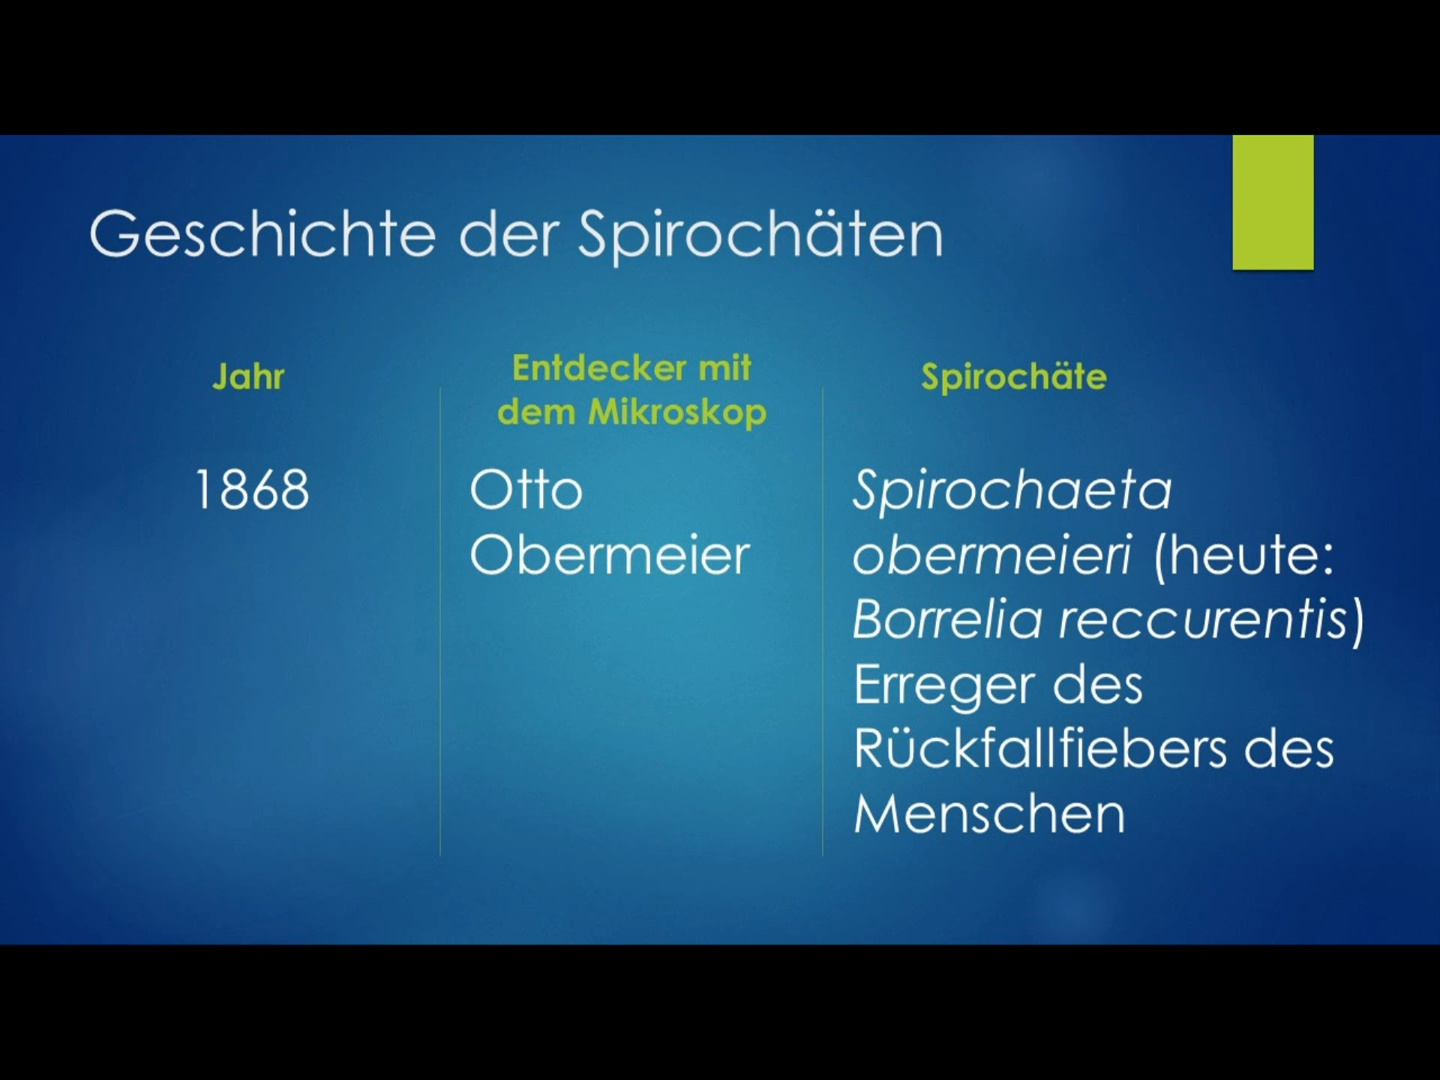 Geschichte der Spirochäten
Jahr
Entdecker mit
dem Mikroskop
Spirochäte
1868
Otto
Obermeier
Spirochaeta
obermeieri (heute:
Borrelia reccurentis)
Erreger des
Rückfallfiebers des
Menschen